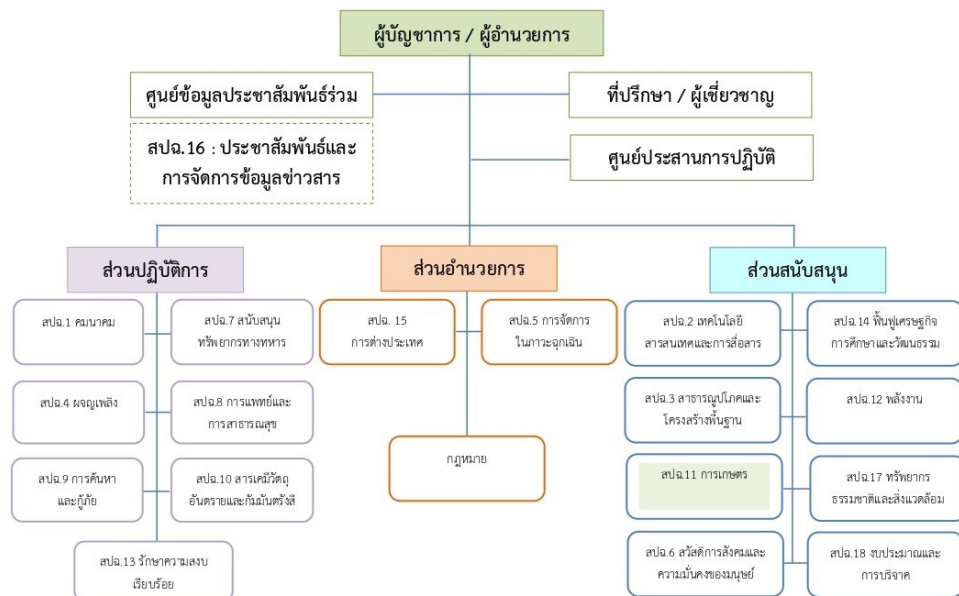 ผู้บัญชาการ / ผู้อำนวยการ
ศูนย์ข้อมูลประชาสัมพันธ์ร่วม
ที่ปรึกษา / ผู้เชี่ยวชาญ
สปฉ.16 : ประชาสัมพันธ์และ
การจัดการข้อมูลข่าวสาร
ศูนย์ประสานการปฏิบัติ
ส่วนปฏิบัติการ
สปฉ.1 คมนาคม
สปฉ.7 สนับสนุน
ทรัพยากรทางทหาร
สปฉ.4 ผจญเพลิง
สปฉ.8 การแพทย์และ
การสาธารณสุข
สปฉ.9 การค้นหา
และกู้ภัย
สปฉ.10 สารเคมีวัตถุ
อันตรายและกัมมันตรังสี
สปฉ.13 รักษาความสงบ
เรียบร้อย
ส่วนอำนวยการ
สปฉ. 15
การต่างประเทศ
สปฉ.5 การจัดการ
ในภาวะฉุกเฉิน
กฎหมาย
ส่วนสนับสนุน
สปฉ.2 เทคโนโลยี
สารสนเทศและการสื่อสาร
สปฉ.14 ฟื้นฟูเศรษฐกิจ
การศึกษาและวัฒนธรรม
สปฉ.3 สาธารณูปโภคและ
โครงสร้างพื้นฐาน
สปฉ.12 พลังงาน
สปฉ.11 การเกษตร
สปฉ.17 ทรัพยากร
ธรรมชาติและสิ่งแวดล้อม
สปฉ.6 สวัสดิการสังคมและ
ความมั่นคงของมนุษย์
สปฉ.18 งบประมาณและ
การบริจาค